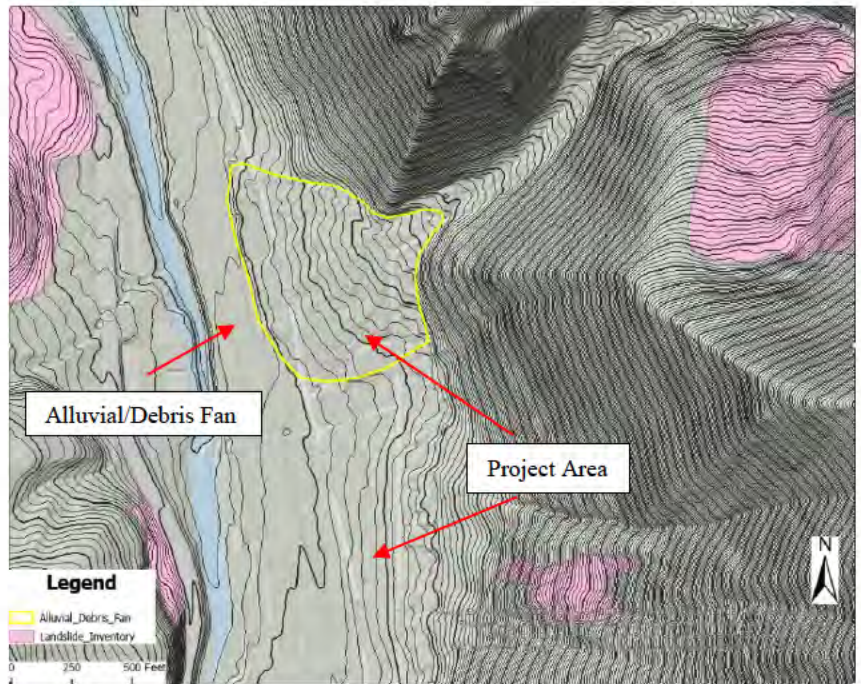 Alluvial/Debris Fan
Project Area
N
Legend
Alluvial_Debris_Fan
Landslide_Inventory
0 250 500 Feet